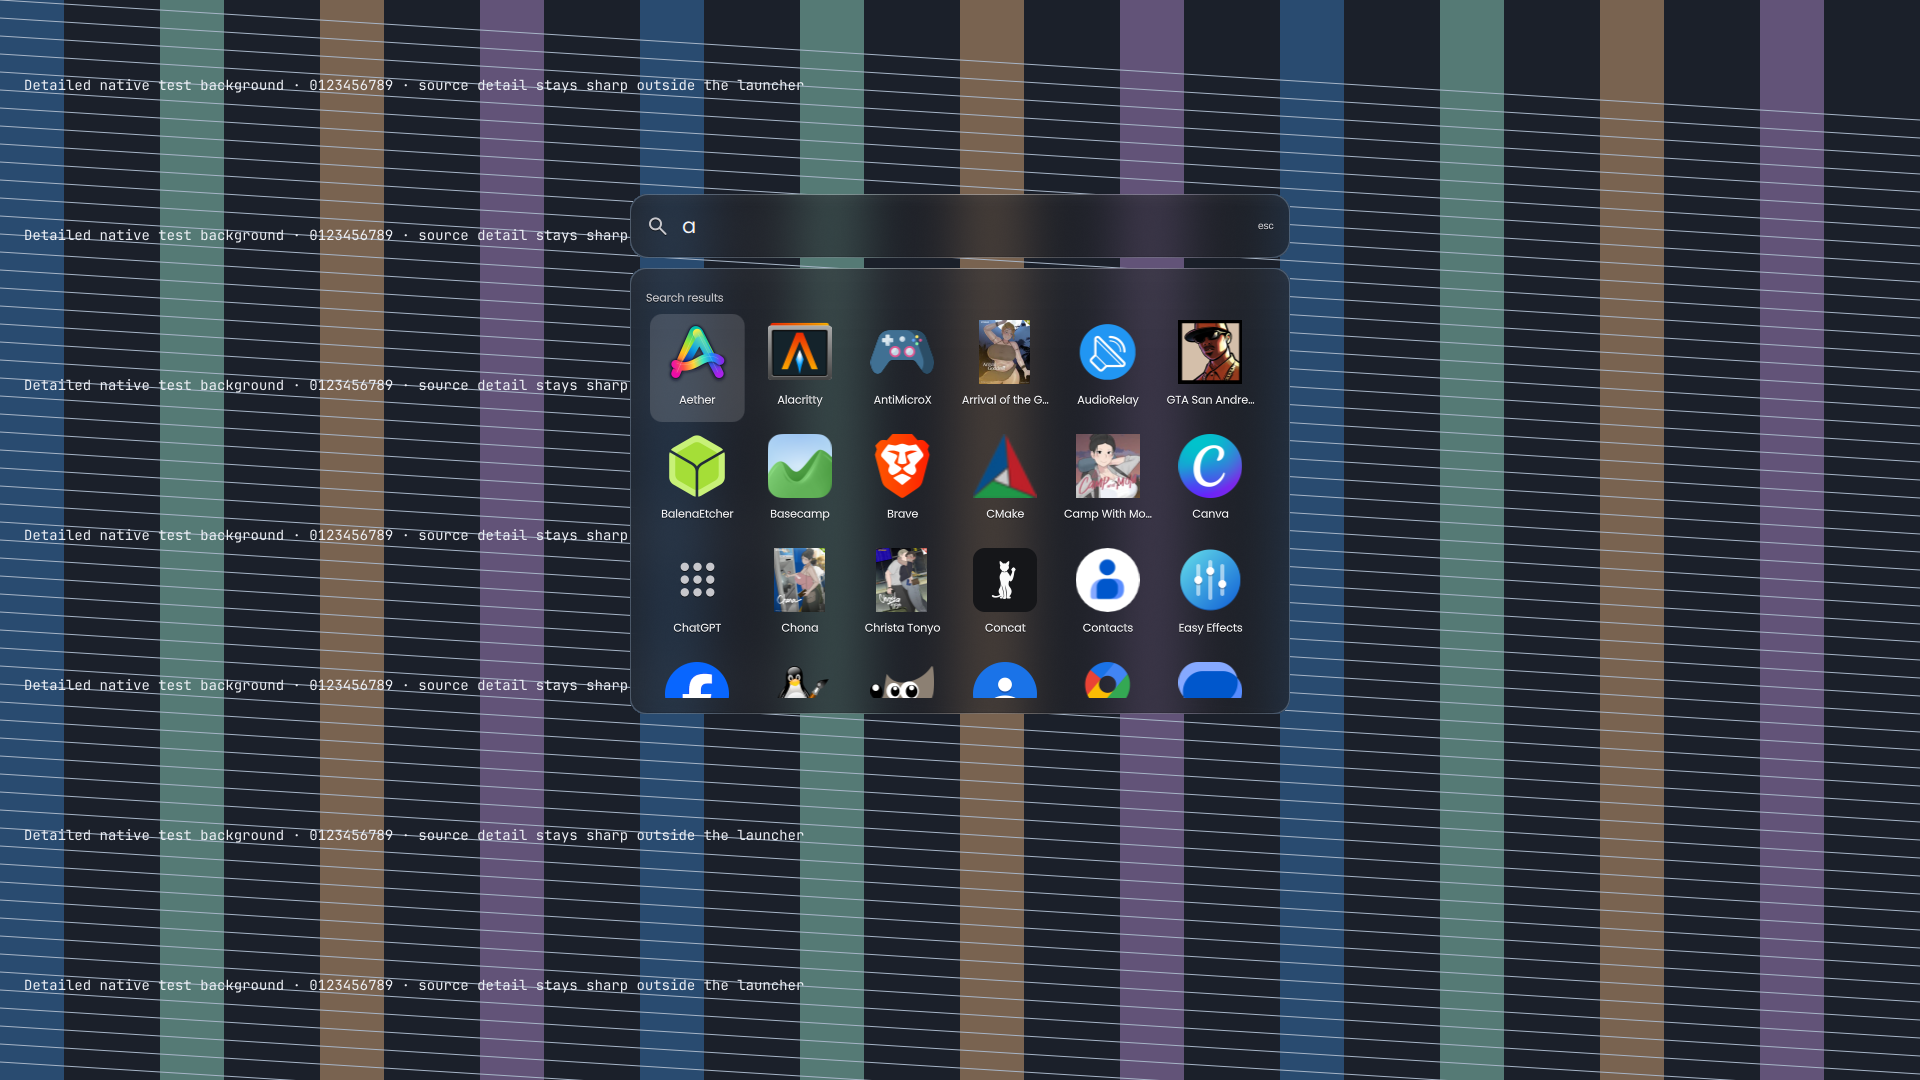 Detailed native test background · 0123456789 · source detail stays sharp outside the launcher
Detailed native test background · 0123456789 · source detail stays sharp
a
esc
Search results
Aether
Alacritty
AntiMicroX
Arrival of the G...
AudioRelay
GTA San Andre...
Detailed native test background · 0123456789 · source detail stays sharp
BalenaEtcher
Basecamp
Brave
CMake
Camp With Mo...
Canva
Detailed native test background · 0123456789 · source detail stays sharp
ChatGPT
Chona
Christa Tonyo
Concat
Contacts
Easy Effects
Detailed native test background · 0123456789 · source detail stays sharp
Detailed native test background · 0123456789 · source detail stays sharp outside the launcher
Detailed native test background · 0123456789 · source detail stays sharp outside the launcher